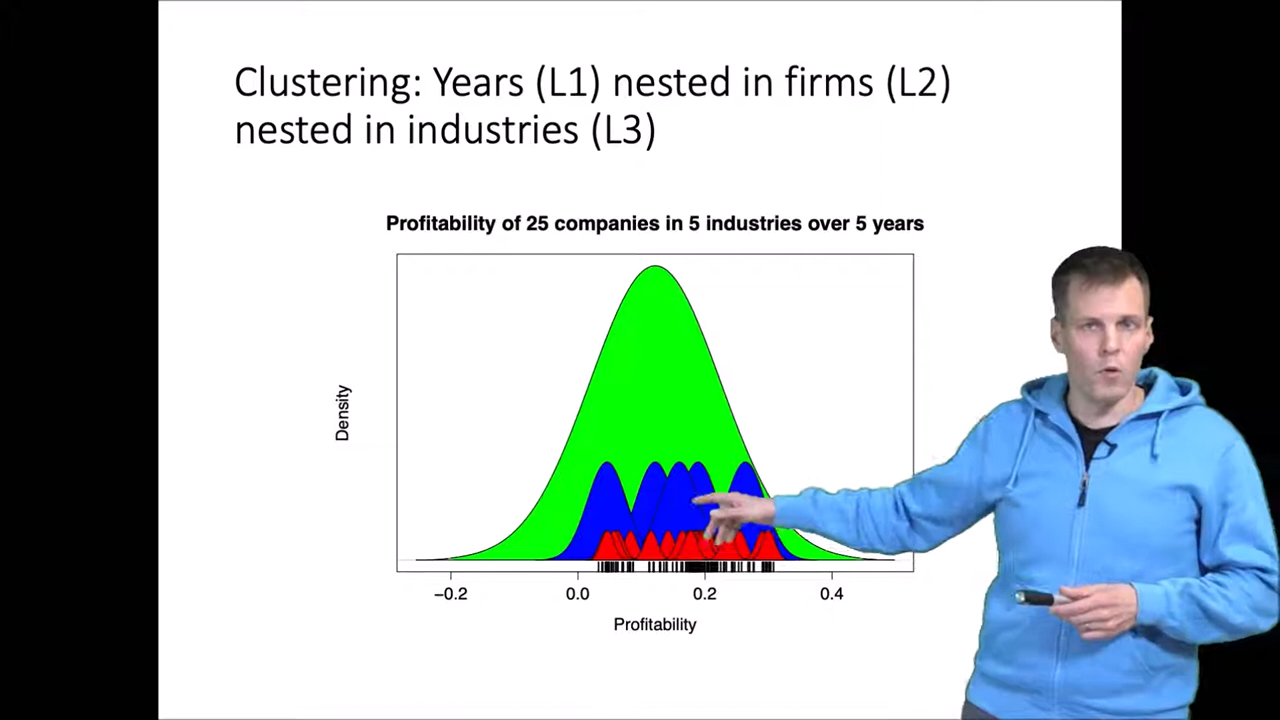 Clustering: Years (L1) nested in firms (L2)
nested in industries (L3)
Profitability of 25 companies in 5 industries over 5 years
Density
−0.2
0.0
0.2
0.4
Profitability